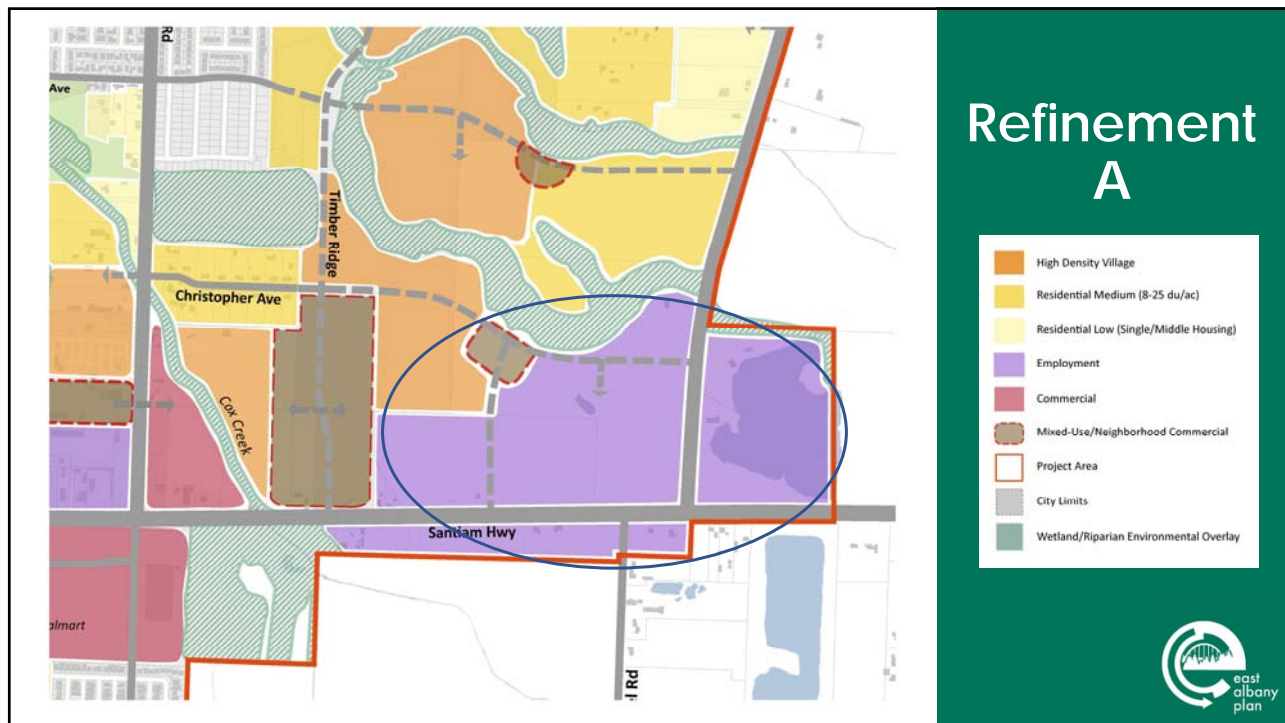 Rd
Ave
Timber Ridge
Christopher Ave
Cox Creek
Santiam Hwy
almart
el Rd
Refinement
A
High Density Village
Residential Medium (8-25 du/ac)
Residential Low (Single/Middle Housing)
Employment
Commercial
Mixed-Use/Neighborhood Commercial
Project Area
City Limits
Wetland/Riparian Environmental Overlay
east
albany
plan